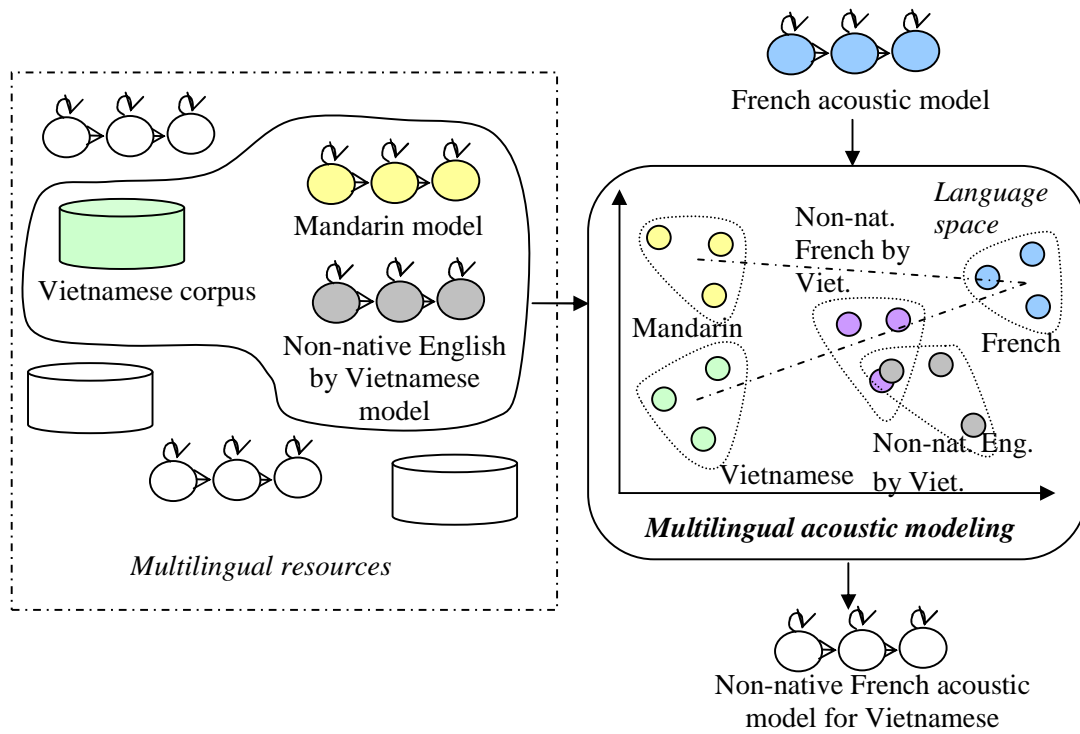 French acoustic model
Mandarin model
Vietnamese corpus
Non-native English
by Vietnamese
model
Multilingual resources
Language
space
Non-nat.
French by
Viet.
Mandarin
French
Non-nat. Eng.
by Viet.
Vietnamese
Multilingual acoustic modeling
Non-native French acoustic
model for Vietnamese